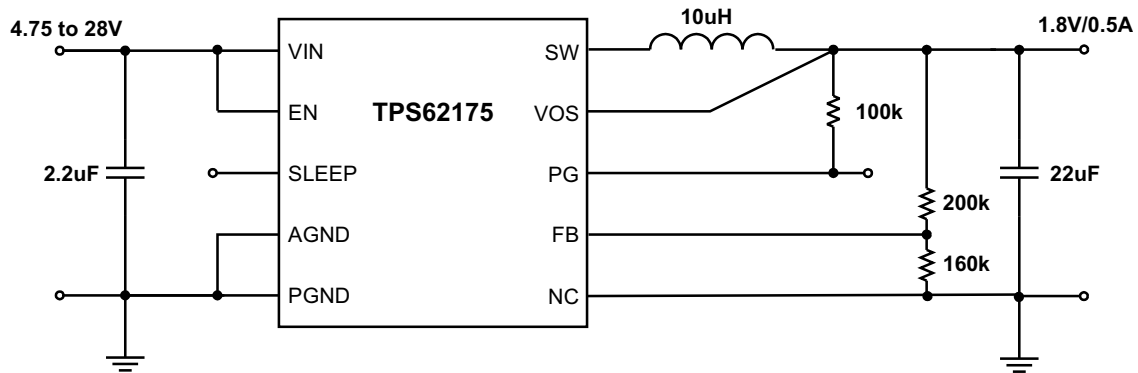 4.75 to 28V
10uH
1.8V/0.5A
VIN
SW
EN
TPS62175
VOS
100k
2.2uF
SLEEP
PG
22uF
200k
AGND
FB
160k
PGND
NC